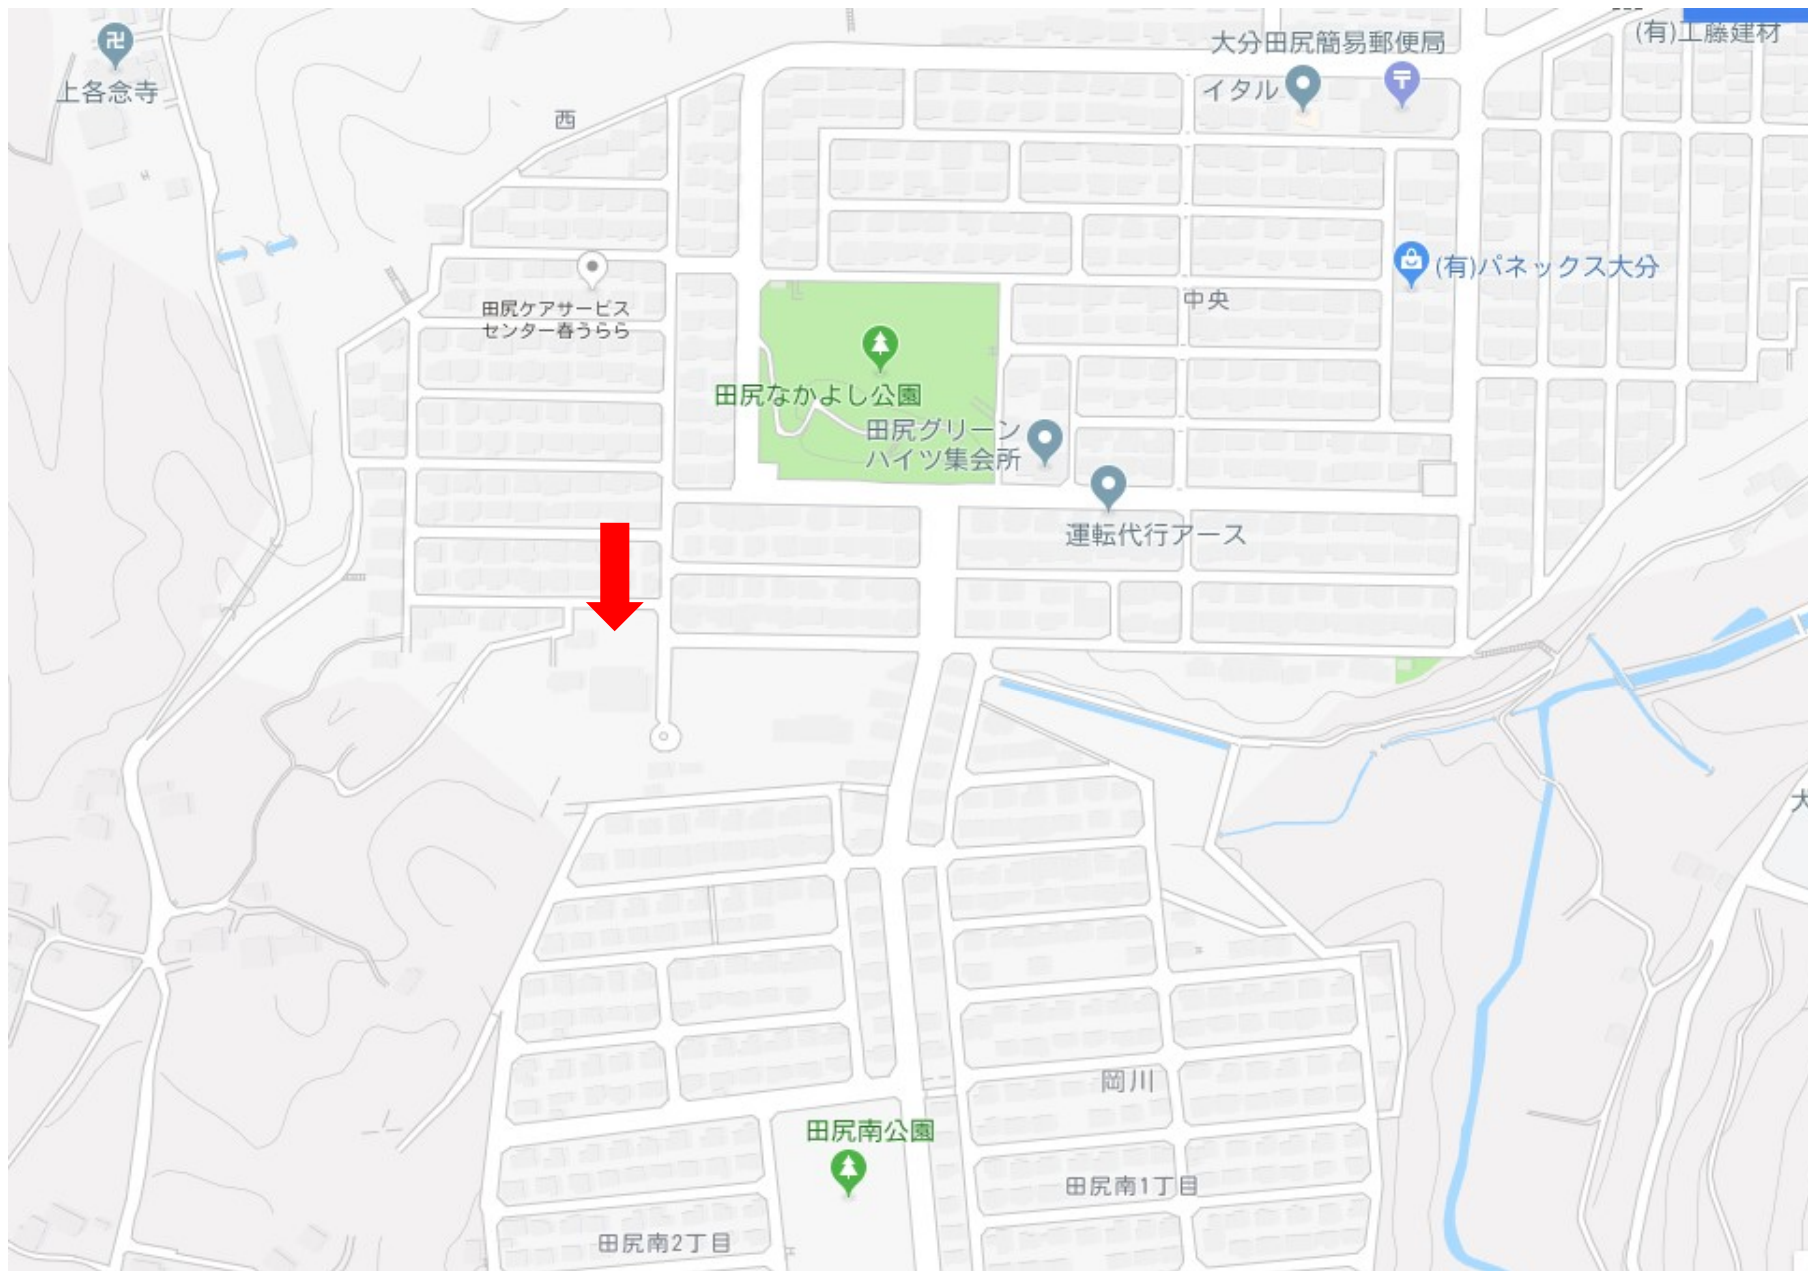 (有)工藤建材
大分田尻簡易郵便局
卍
上各念寺
イタル
西
(有)パネックス大分
中央
田尻ケアサービス
センター春うらら
田尻なかよし公園
田尻グリーン
ハイツ集会所
運転代行アース
大
岡川
田尻南公園
田尻南1丁目
田尻南2丁目